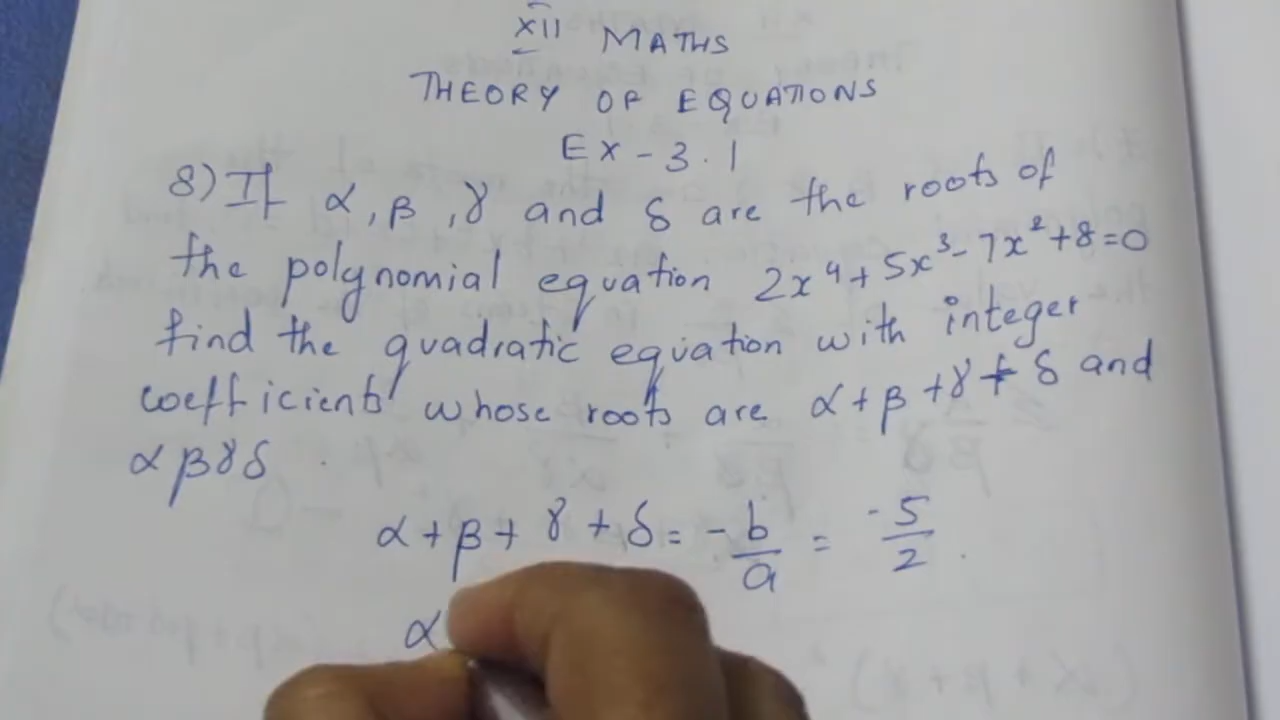 XII MATHS
THEORY OF EQUATIONS
EX-3.1
8) If α, β, γ and δ are the roots of
the polynomial equation 2x⁴+5x³-7x²+8=0
find the quadratic equation with integer
coefficients whose roots are α+β+γ+δ and
αβγδ.
α+β+γ+δ = -b/a = -5/2.
α